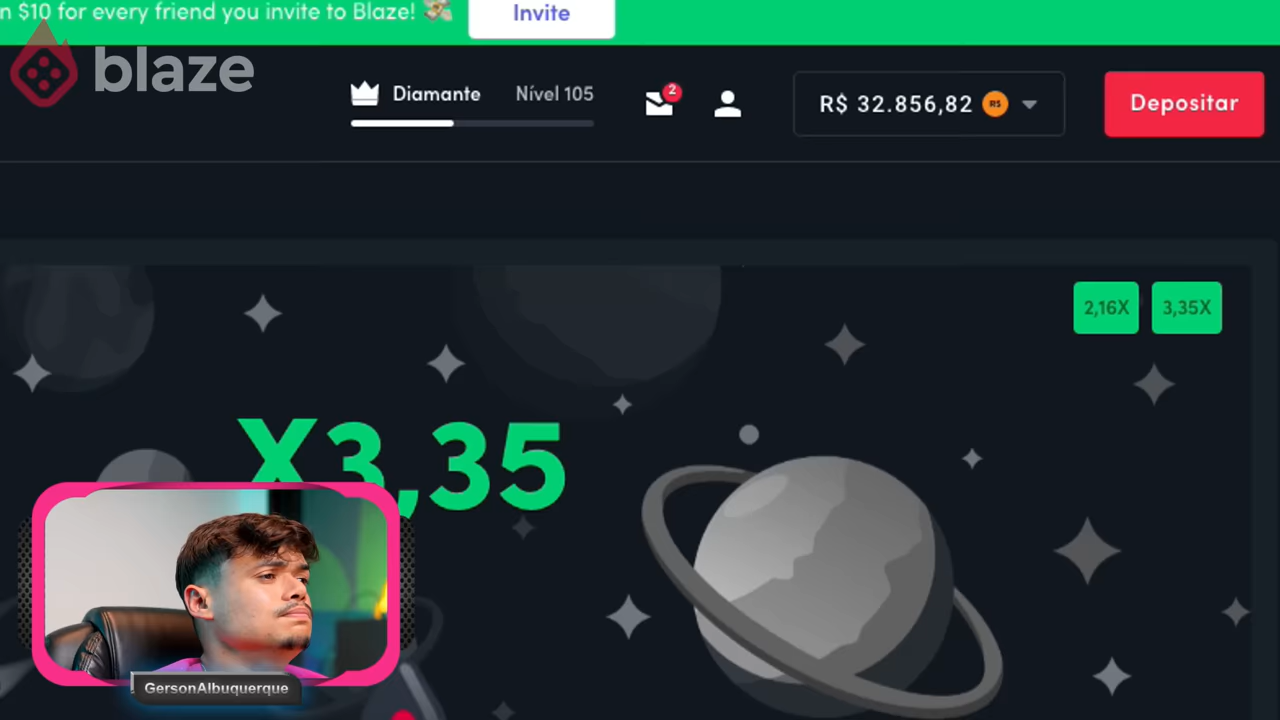 n $10 for every friend you invite to Blaze! 💸
Invite
blaze
Diamante Nível 105
2
R$ 32.856,82 R$
Depositar
2,16X 3,35X
X3,35
GersonAlbuquerque